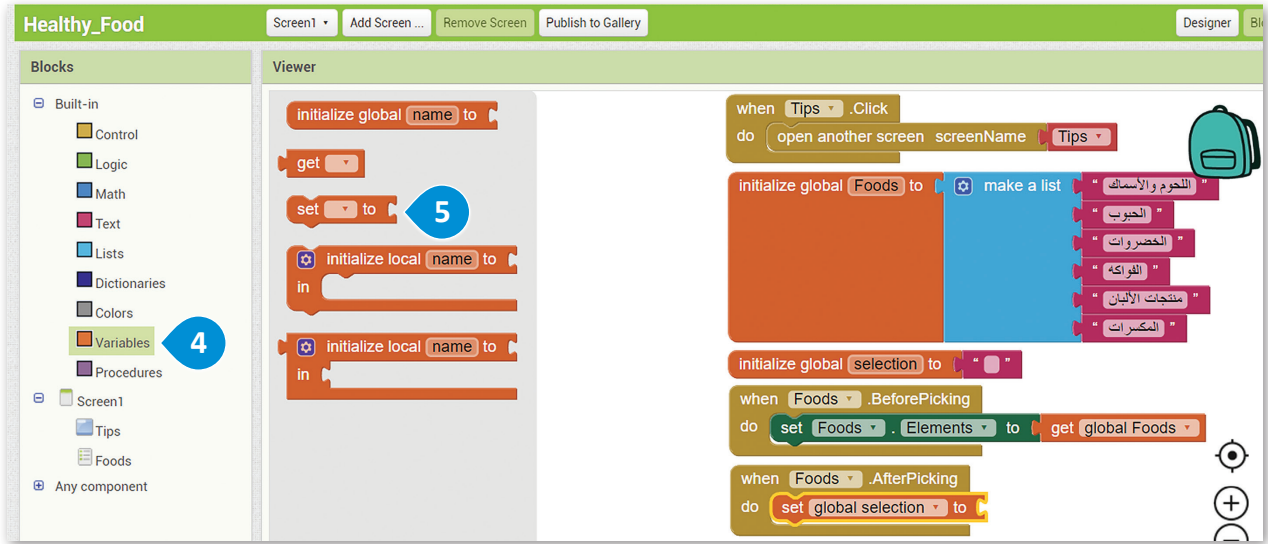 Healthy_Food Screen1 Add Screen ... Remove Screen Publish to Gallery Designer
Blocks
Built-in
Control
Logic
Math
Text
Lists
Dictionaries
Colors
Variables
4
Procedures
Screen1
Tips
Foods
Any component
Viewer
initialize global name to
get
set to
5
initialize local name to
in
initialize local name to
in
when Tips .Click
do open another screen screenName Tips
initialize global Foods to make a list " اللحوم والأسماك "
" الحبوب "
" الخضروات "
" الفواكه "
" منتجات الألبان "
" المكسرات "
initialize global selection to " "
when Foods .BeforePicking
do set Foods . Elements to get global Foods
when Foods .AfterPicking
do set global selection to